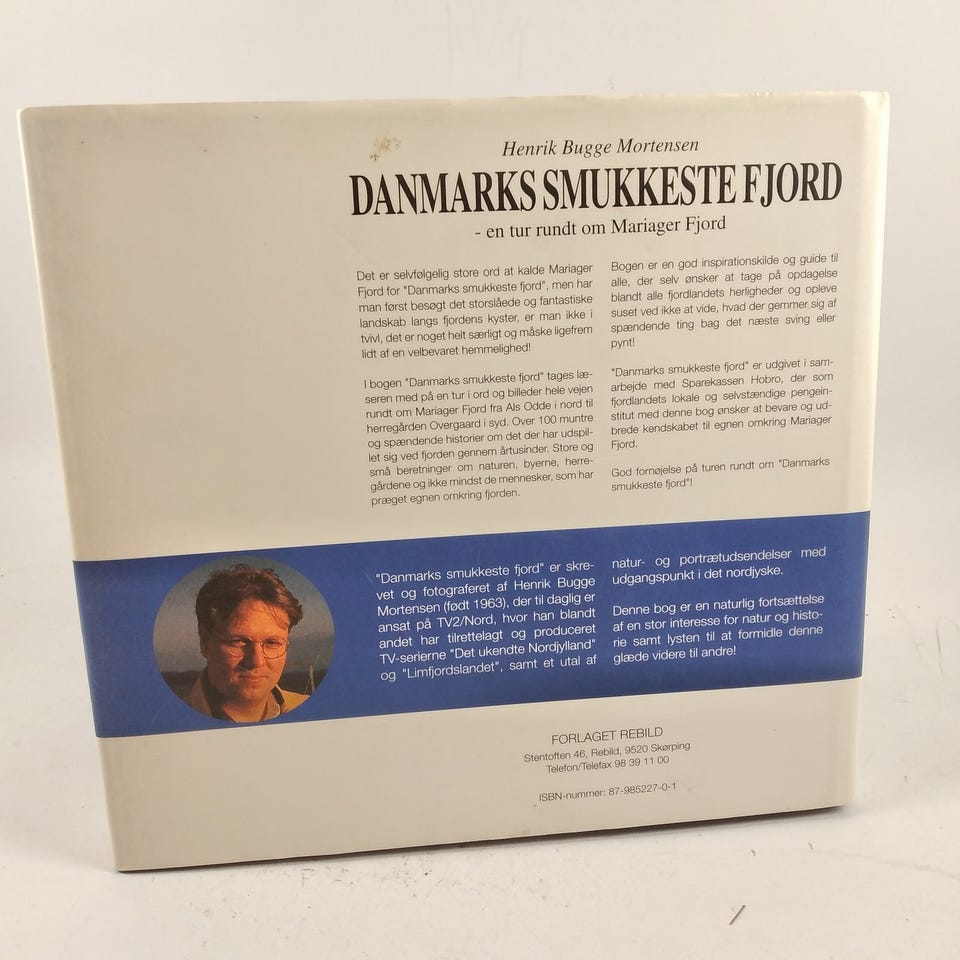 Henrik Bugge Mortensen
DANMARKS SMUKKESTE FJORD
- en tur rundt om Mariager Fjord
Det er selvfølgelig store ord at kalde Mariager
Fjord for "Danmarks smukkeste fjord", men har
man først besøgt det storslåede og fantastiske
landskab langs fjordens kyster, er man ikke i
tvivl, det er noget helt særligt og måske ligefrem
lidt af en velbevaret hemmelighed!
I bogen "Danmarks smukkeste fjord" tages læ-
seren med på en tur i ord og billeder hele vejen
rundt om Mariager Fjord fra Als Odde i nord til
herregården Overgaard i syd. Over 100 muntre
og spændende historier om det der har udspil-
let sig ved fjorden gennem årtusinder. Store og
små beretninger om naturen, byerne, herre-
gårdene og ikke mindst de mennesker, som har
præget egnen omkring fjorden.
Bogen er en god inspirationskilde og guide til
alle, der selv ønsker at tage på opdagelse
blandt alle fjordlandets herligheder og opleve
suset ved ikke at vide, hvad der gemmer sig af
spændende ting bag det næste sving eller
pynt!
"Danmarks smukkeste fjord" er udgivet i sam-
arbejde med Sparekassen Hobro, der som
fjordlandets lokale og selvstændige pengein-
stitut med denne bog ønsker at bevare og ud-
brede kendskabet til egnen omkring Mariager
Fjord.
God fornøjelse på turen rundt om "Danmarks
smukkeste fjord"!
"Danmarks smukkeste fjord" er skre-
vet og fotograferet af Henrik Bugge
Mortensen (født 1963), der til daglig er
ansat på TV2/Nord, hvor han blandt
andet har tilrettelagt og produceret
TV-serierne "Det ukendte Nordjylland"
og "Limfjordslandet", samt et utal af
natur- og portrætudsendelser med
udgangspunkt i det nordjyske.
Denne bog er en naturlig fortsættelse
af en stor interesse for natur og histo-
rie samt lysten til at formidle denne
glæde videre til andre!
FORLAGET REBILD
Stentoften 46, Rebild, 9520 Skørping
Telefon/Telefax 98 39 11 00
ISBN-nummer: 87-985227-0-1